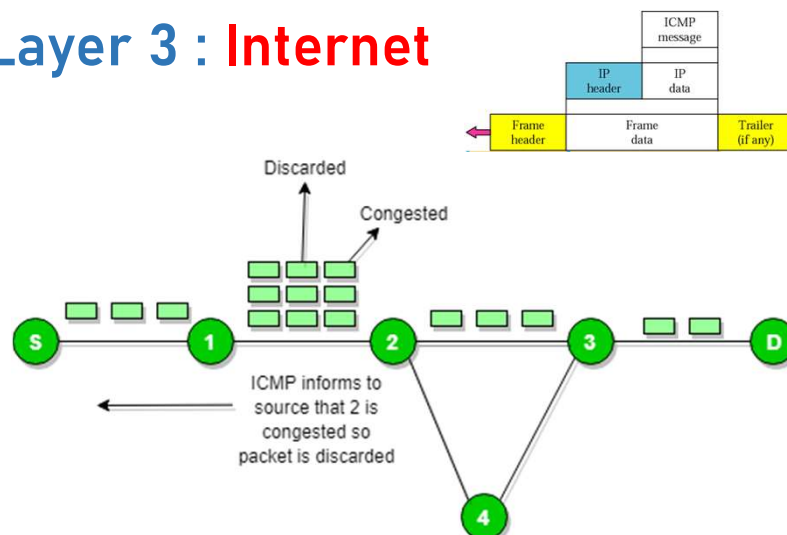 Layer 3 : Internet
ICMP
message
IP
header
IP
data
Frame
header
Frame
data
Trailer
(if any)
Discarded
Congested
S
1
2
3
D
ICMP informs to
source that 2 is
congested so
packet is discarded
4